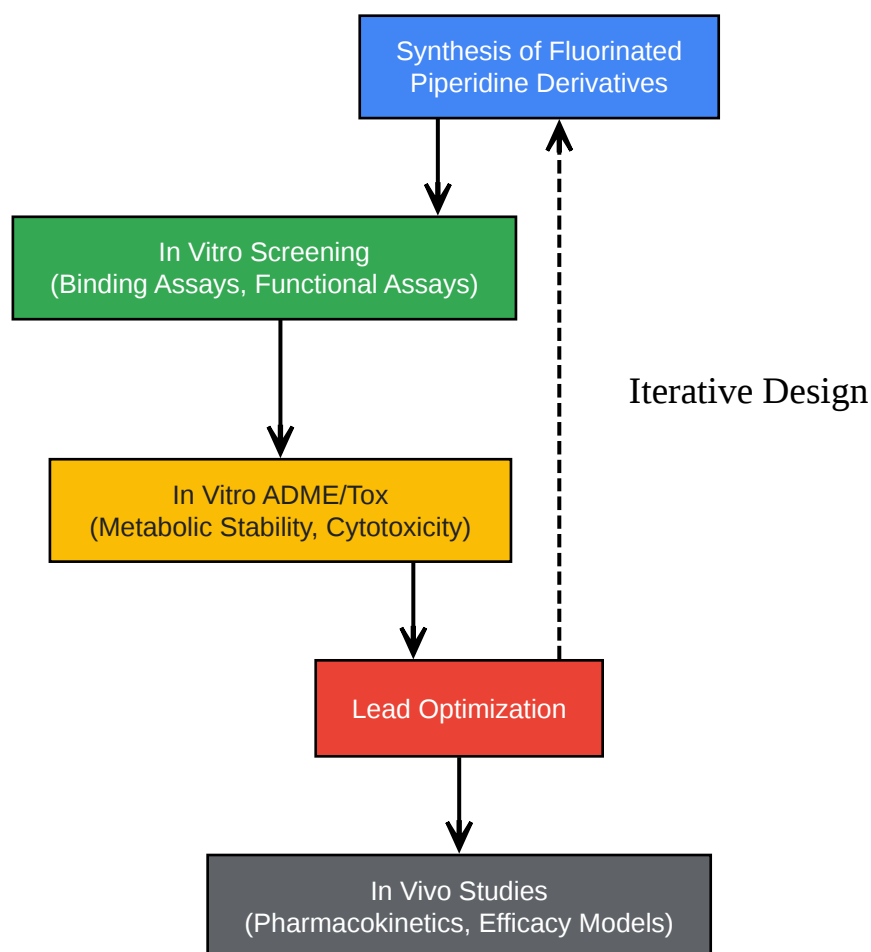 Synthesis of Fluorinated
Piperidine Derivatives
In Vitro Screening
(Binding Assays, Functional Assays)
Iterative Design
In Vitro ADME/Tox
(Metabolic Stability, Cytotoxicity)
Lead Optimization
In Vivo Studies
(Pharmacokinetics, Efficacy Models)